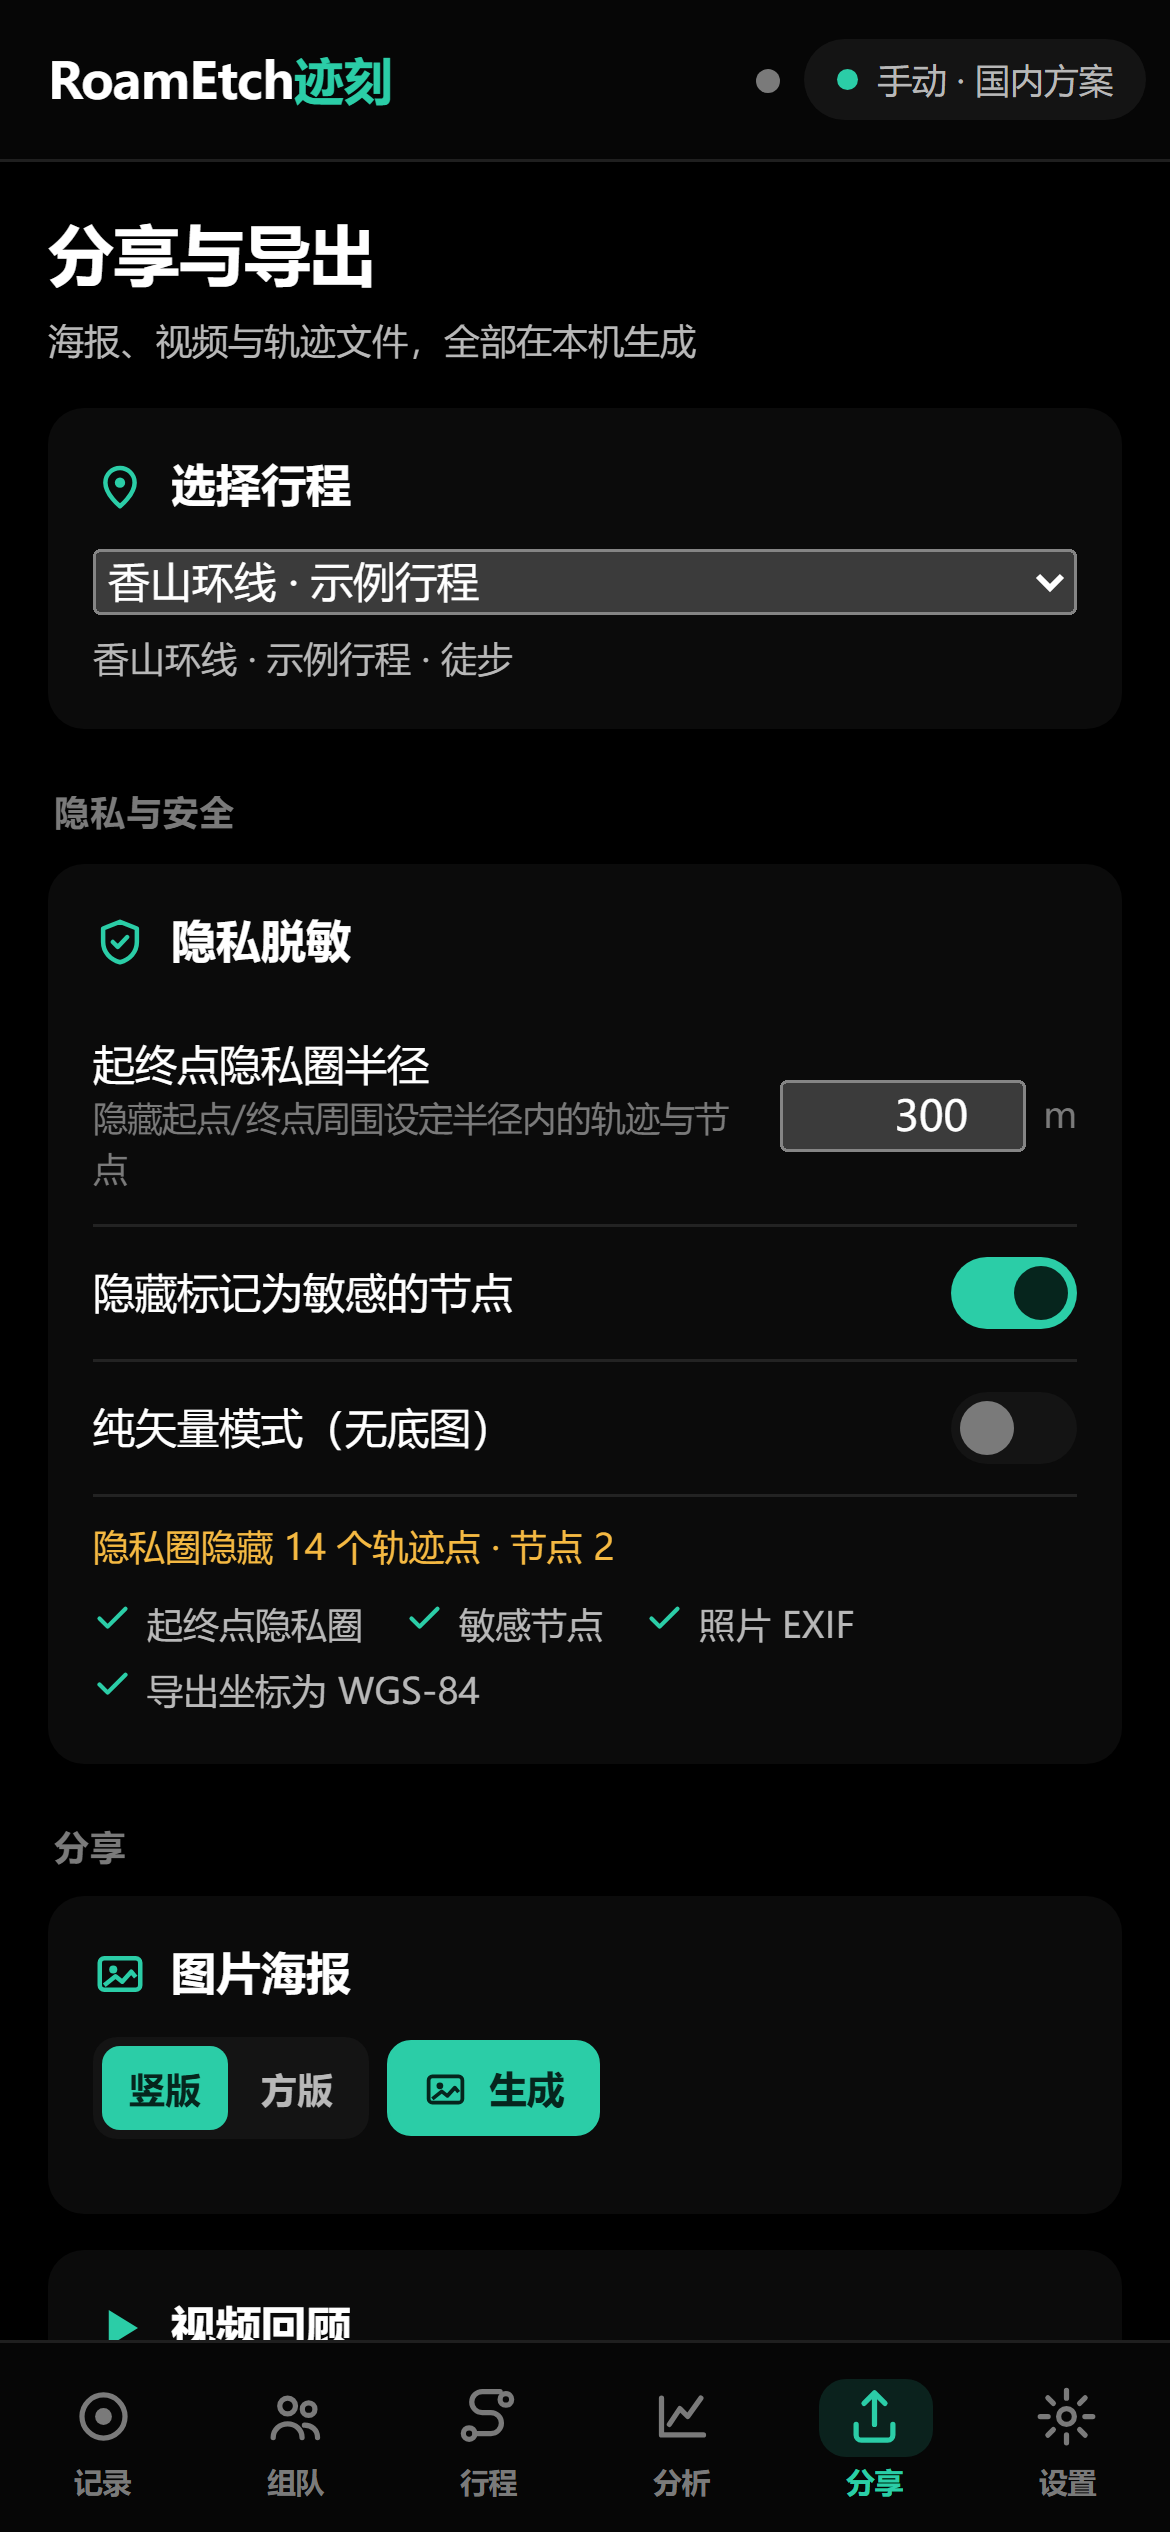 RoamEtch迹刻
手动 · 国内方案
分享与导出
海报、视频与轨迹文件，全部在本机生成
选择行程
香山环线 · 示例行程
香山环线 · 示例行程 · 徒步
隐私与安全
隐私脱敏
起终点隐私圈半径
隐藏起点/终点周围设定半径内的轨迹与节
点
300 m
隐藏标记为敏感的节点
纯矢量模式（无底图）
隐私圈隐藏 14 个轨迹点 · 节点 2
起终点隐私圈 敏感节点 照片 EXIF
导出坐标为 WGS-84
分享
图片海报
竖版 方版 生成
视频回顾
记录 组队 行程 分析 分享 设置